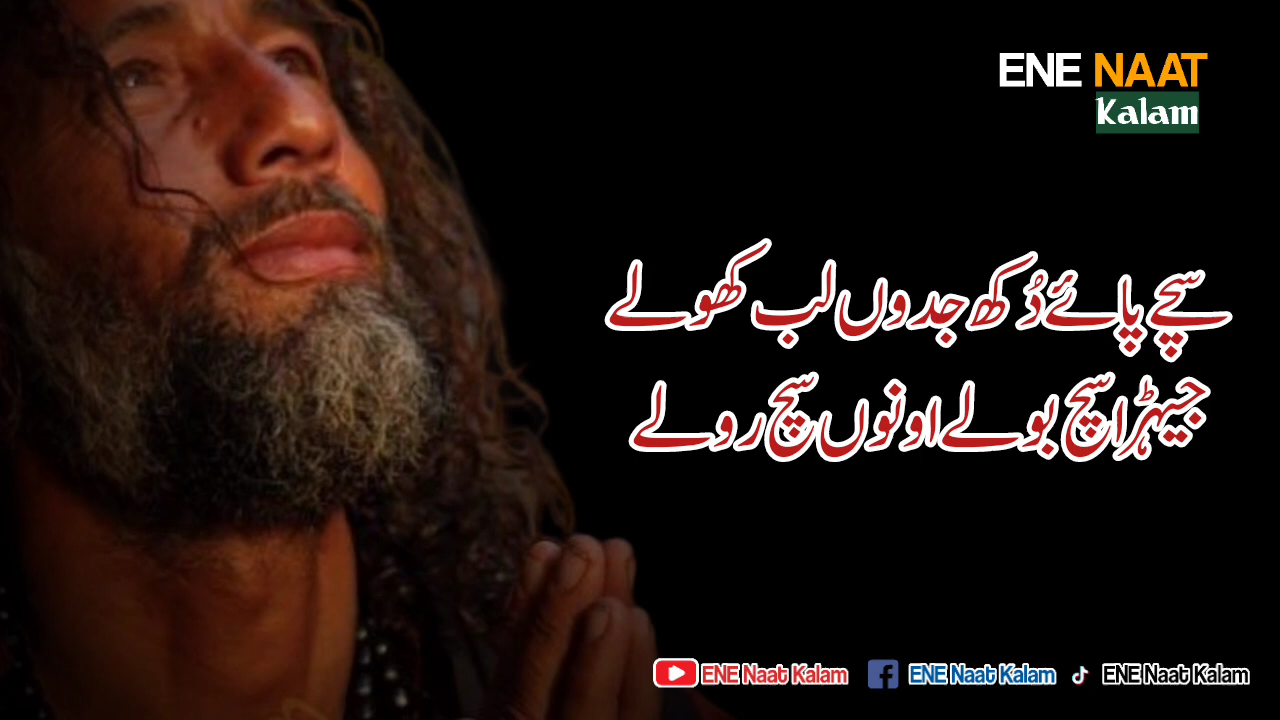 ENE NAAT
Kalam
سچے پائے دُکھ جدوں لب کھولے
جیہڑا سچ بولے اونوں سچ رولے
ENE Naat Kalam ENE Naat Kalam ENE Naat Kalam